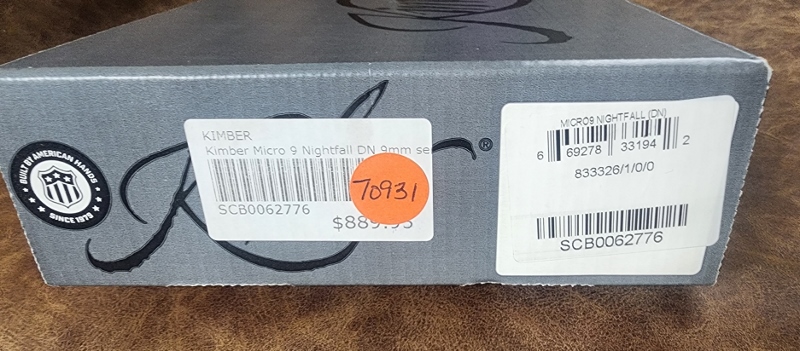 BUILT BY AMERICAN HANDS
SINCE 1979
KIMBER
Kimber Micro 9 Nightfall DN 9mm se
SCB0062776
70931
®
MICRO9 NIGHTFALL (DN)
6 69278 33194 2
833326/1/0/0
SCB0062776